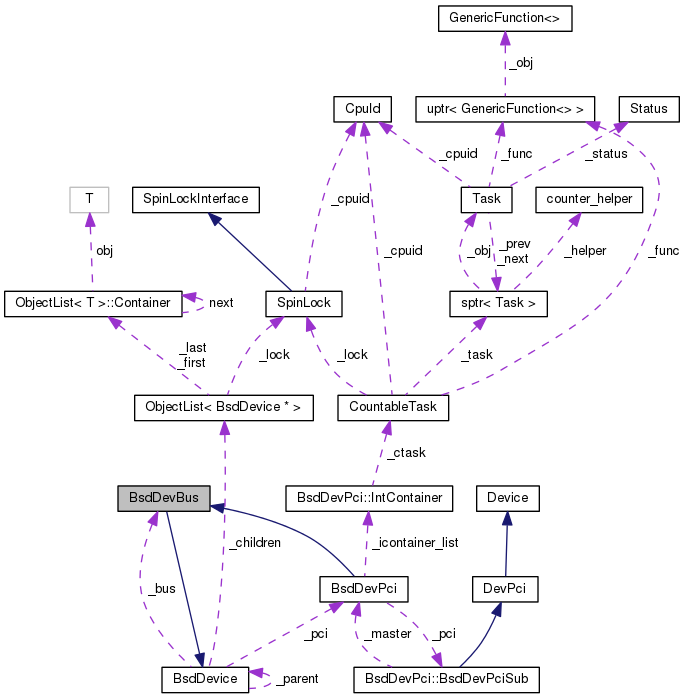 GenericFunction<>
_obj
CpuId
uptr< GenericFunction<> >
Status
_cpuid
_func
_status
T
SpinLockInterface
_cpuid
Task
counter_helper
obj
_cpuid
_obj
_prev
_next
_helper
_func
ObjectList< T >::Container
next
SpinLock
sptr< Task >
_last
_first
_lock
_lock
_task
ObjectList< BsdDevice * >
CountableTask
_ctask
BsdDevBus
BsdDevPci::IntContainer
Device
_children
_icontainer_list
_bus
BsdDevPci
DevPci
_pci
_master
_pci
BsdDevice
_parent
BsdDevPci::BsdDevPciSub